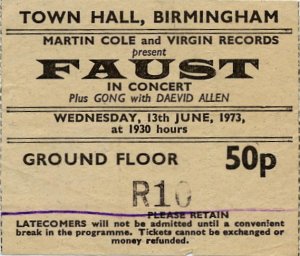 TOWN HALL, BIRMINGHAM
MARTIN COLE and VIRGIN RECORDS
present
FAUST
IN CONCERT
Plus GONG with DAEVID ALLEN
WEDNESDAY, 13th JUNE, 1973,
at 1930 hours
GROUND FLOOR 50p
R10
PLEASE RETAIN
LATECOMERS will not be admitted until a convenient
break in the programme. Tickets cannot be exchanged or
money refunded.